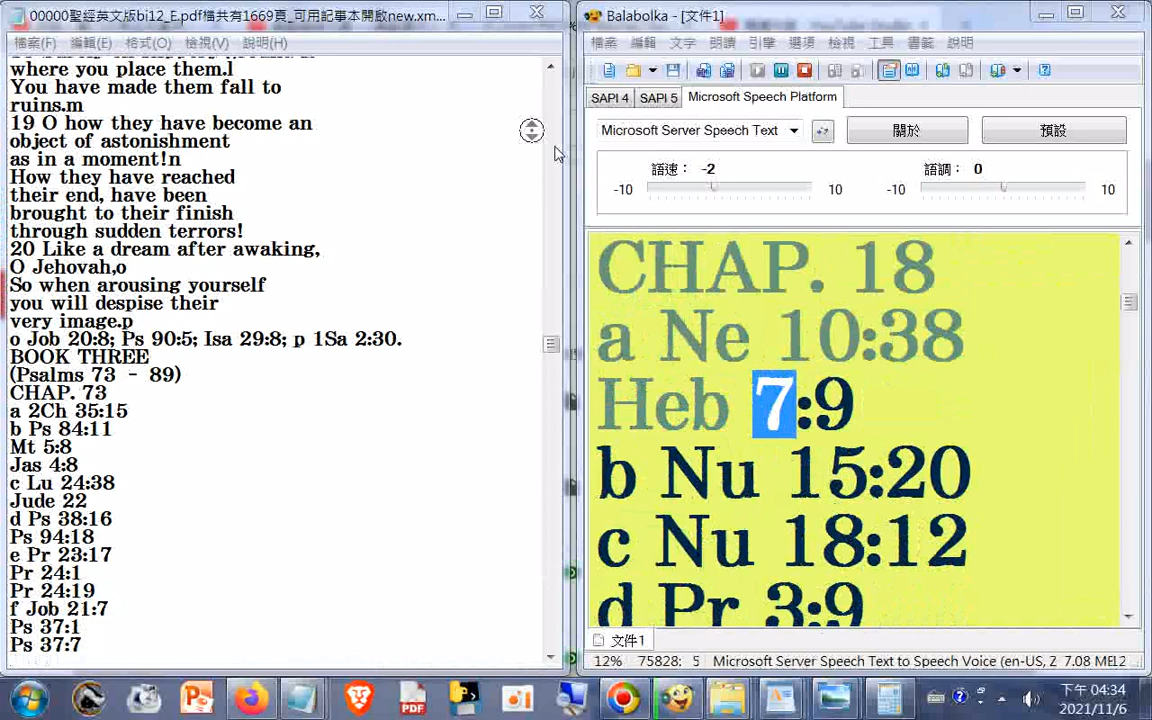 00000聖經英文版bi12_E.pdf檔共有1669頁_可用記事本開啟new.xm...
檔案(F) 編輯(E) 格式(O) 檢視(V) 說明(H)
where you place them.l
You have made them fall to
ruins.m
19 O how they have become an
object of astonishment
as in a moment!n
How they have reached
their end, have been
brought to their finish
through sudden terrors!
20 Like a dream after awaking,
O Jehovah,o
So when arousing yourself
you will despise their
very image.p
o Job 20:8; Ps 90:5; Isa 29:8; p 1Sa 2:30.
BOOK THREE
(Psalms 73 – 89)
CHAP. 73
a 2Ch 35:15
b Ps 84:11
Mt 5:8
Jas 4:8
c Lu 24:38
Jude 22
d Ps 38:16
Ps 94:18
e Pr 23:17
Pr 24:1
Pr 24:19
f Job 21:7
Ps 37:1
Ps 37:7
Balabolka - [文件1]
檔案 編輯 文字 朗讀 引擎 選項 檢視 工具 書籤 說明
SAPI 4 SAPI 5 Microsoft Speech Platform
Microsoft Server Speech Text 關於 預設
語速： -2 語調： 0
-10 10 -10 10
CHAP. 18
a Ne 10:38
Heb 7:9
b Nu 15:20
c Nu 18:12
d Pr 3:9
文件1
12% 75828: 5 Microsoft Server Speech Text to Speech Voice (en-US, Z 7.08 ME12
PDF
下午 04:34
2021/11/6